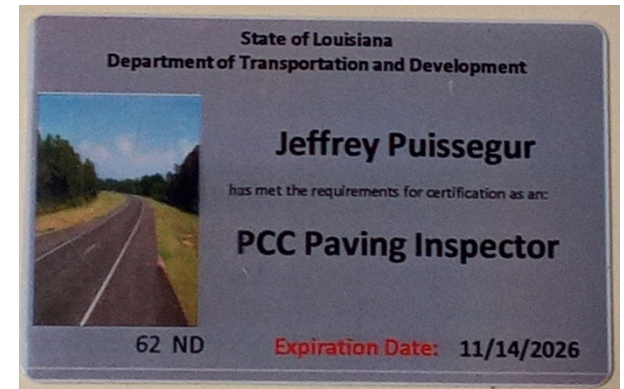 State of Louisiana
Department of Transportation and Development
Jeffrey Puissegur
has met the requirements for certification as an:
PCC Paving Inspector
62 ND
Expiration Date: 11/14/2026